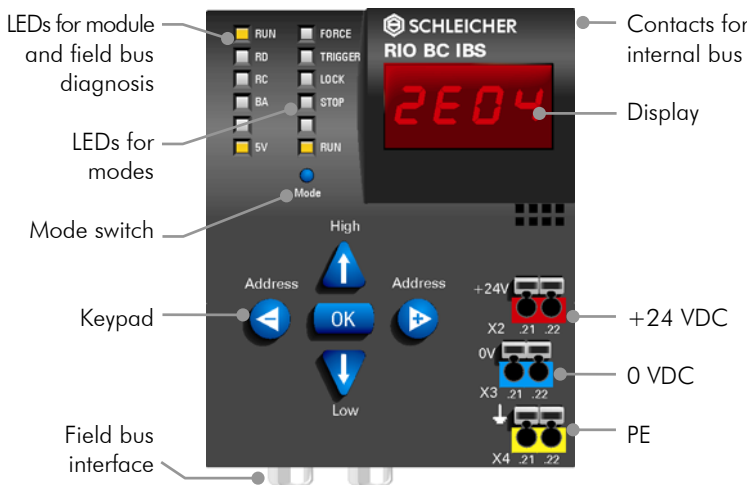 LEDs for module
and field bus
diagnosis
LEDs for
modes
Mode switch
Keypad
Field bus
interface
RUN
RD
RC
BA
5V
FORCE
TRIGGER
LOCK
STOP
RUN
Mode
SCHLEICHER
RIO BC IBS
2E04
High
Address
Address
-
OK
+
Low
+24V
X2 .21 .22
0V
X3 .21 .22
X4 .21 .22
Contacts for
internal bus
Display
+24 VDC
0 VDC
PE